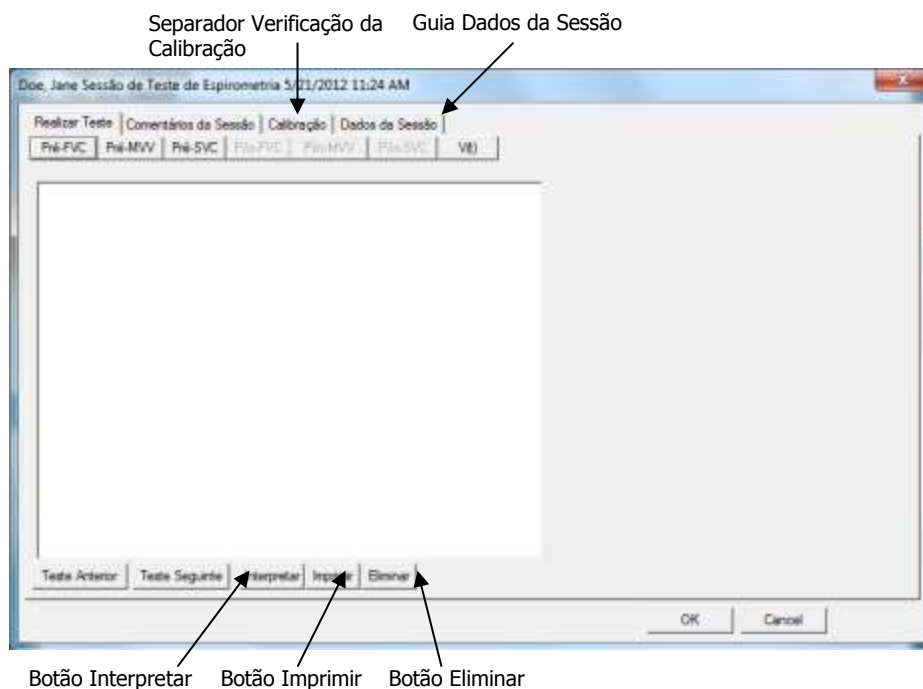 Separador Verificação da Calibração
Guia Dados da Sessão
Doe, Jane Sessão de Teste de Espirometria 5/21/2012 11:24 AM
Realizar Teste Comentários da Sessão Calibração Dados da Sessão
Pré-FVC Pré-MVV Pré-SVC Pós-FVC Pós-MVV Pós-SVC V(t)
Teste Anterior Teste Seguinte Interpretar Imprimir Eliminar
OK Cancel
Botão Interpretar Botão Imprimir Botão Eliminar